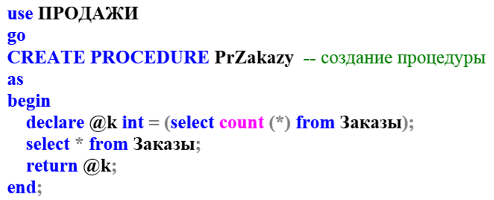 use ПРОДАЖИ
go
CREATE PROCEDURE PrZakazy -- создание процедуры
as
begin
declare @k int = (select count (*) from Заказы);
select * from Заказы;
return @k;
end;